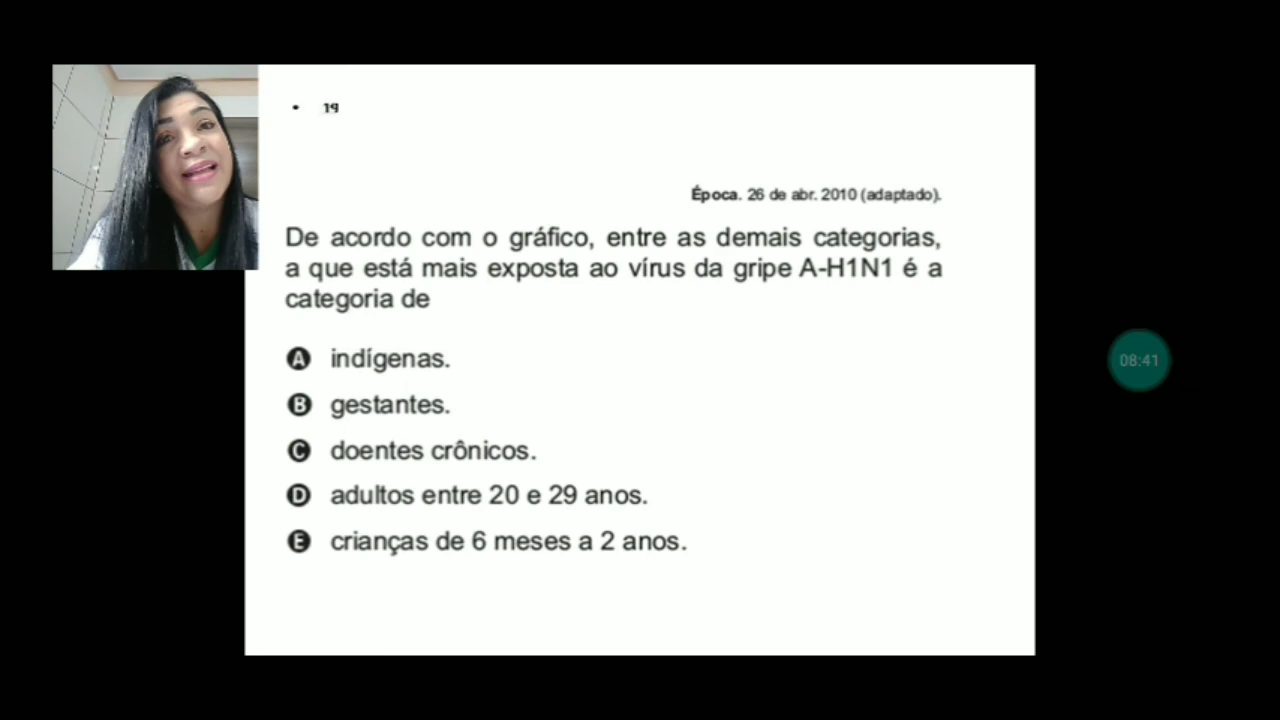 • 19
Época. 26 de abr. 2010 (adaptado).
De acordo com o gráfico, entre as demais categorias,
a que está mais exposta ao vírus da gripe A-H1N1 é a
categoria de
A indígenas.
B gestantes.
C doentes crônicos.
D adultos entre 20 e 29 anos.
E crianças de 6 meses a 2 anos.
08:41